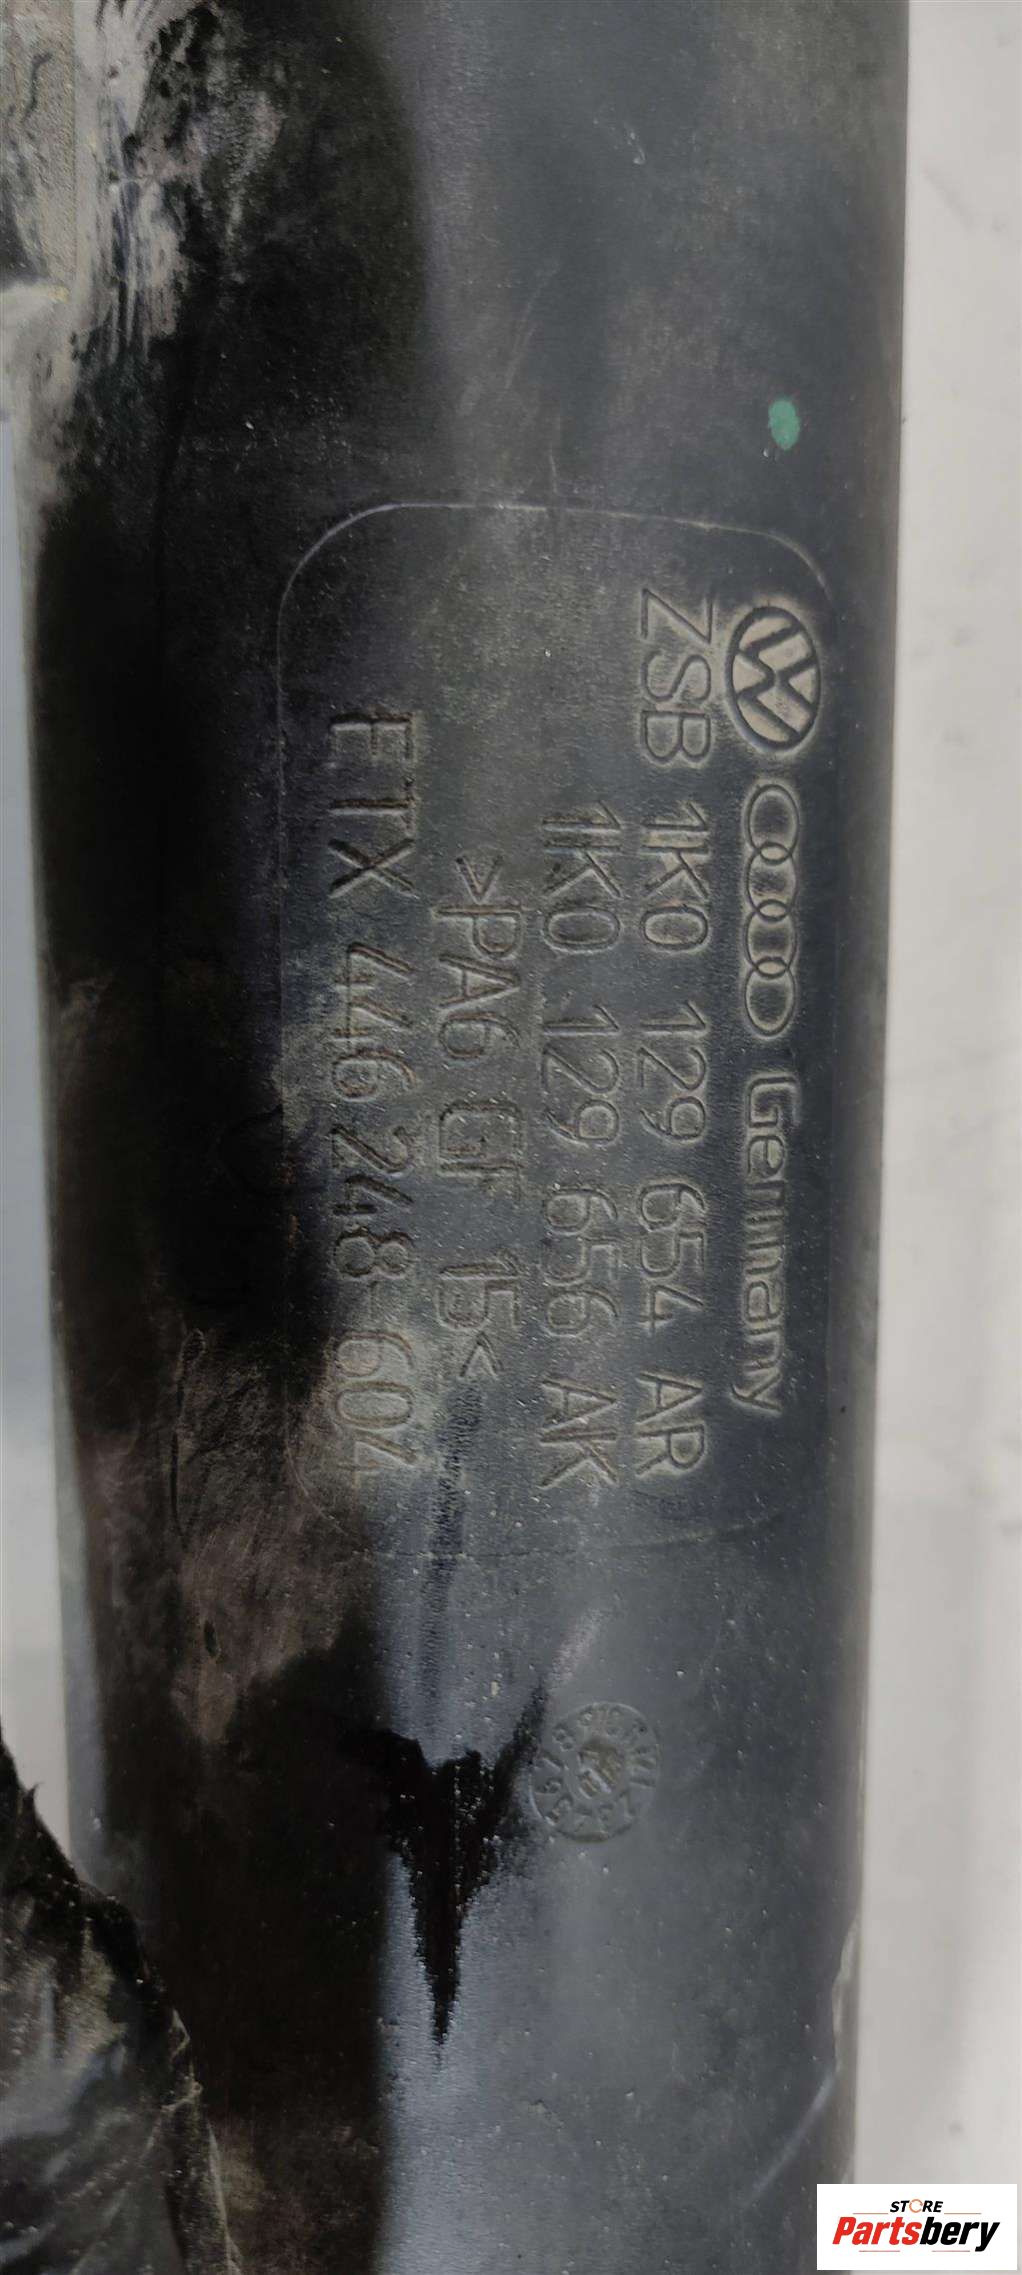 Germany
ZSB 1K0 129 654 AR
1K0 129 656 AK
>PA6 GF 15<
ETX 446 248-604
STORE
Partsbery